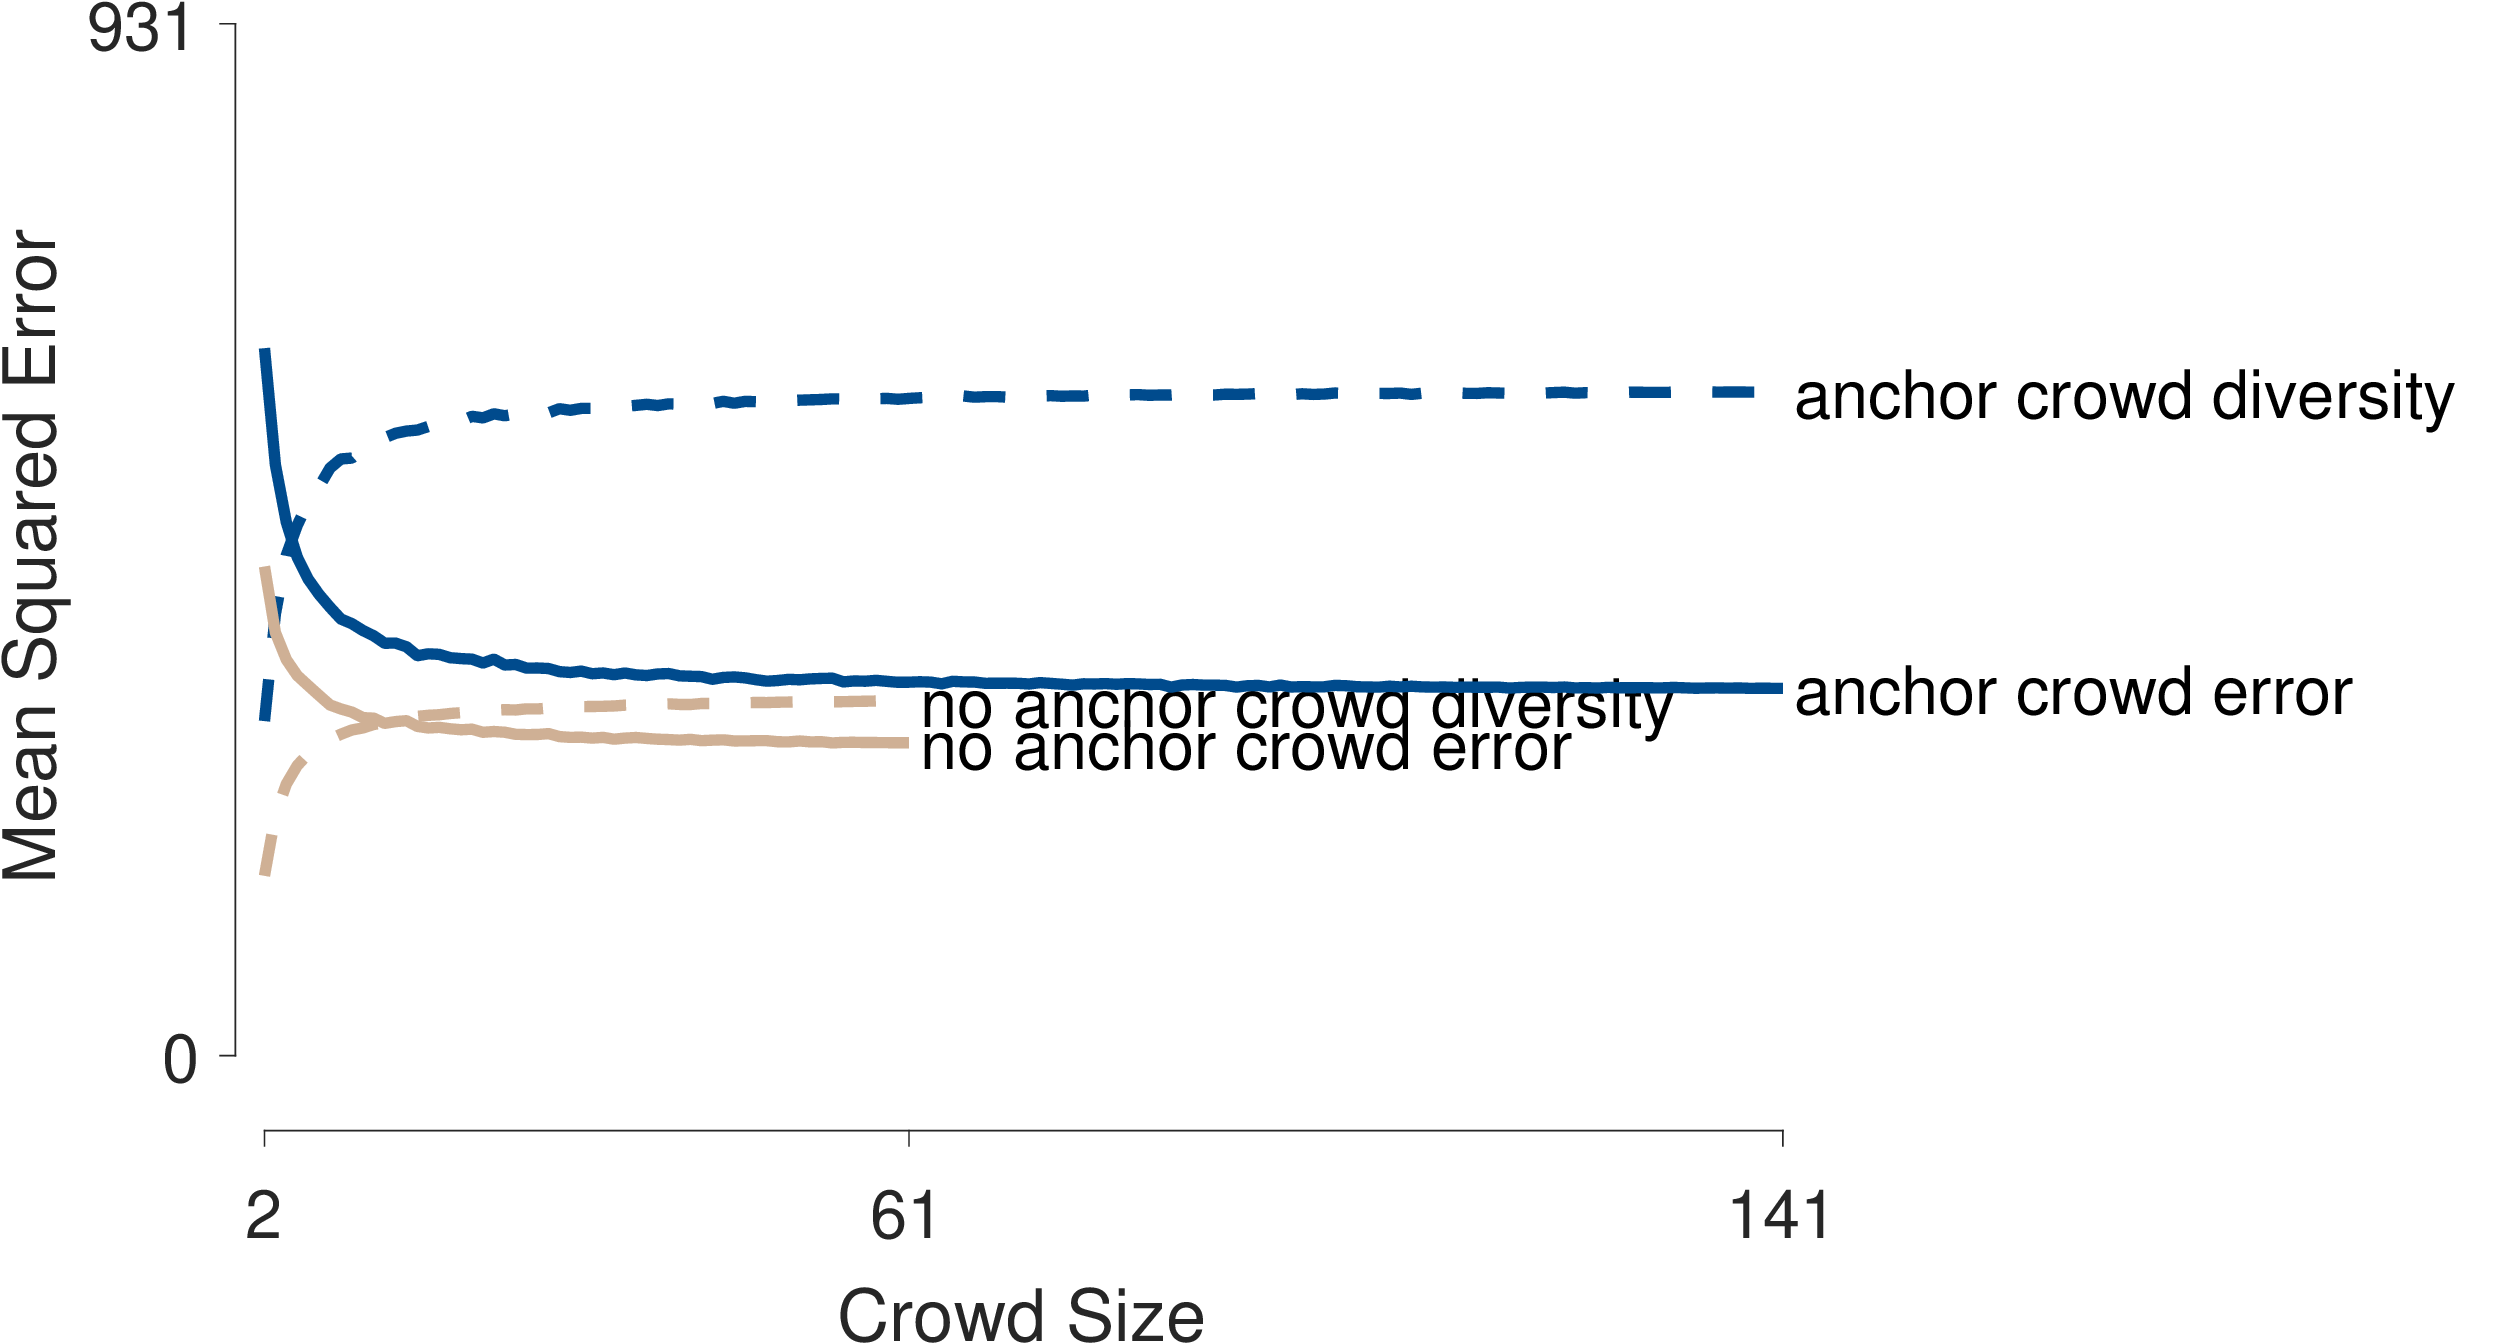 931
Mean Squared Error
anchor crowd diversity
anchor crowd error
no anchor crowd diversity
no anchor crowd error
0
2
61
141
Crowd Size